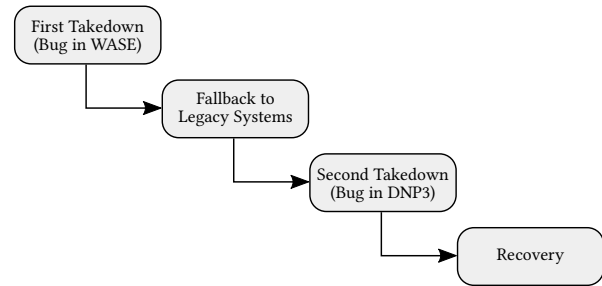 First Takedown
(Bug in WASE)
Fallback to
Legacy Systems
Second Takedown
(Bug in DNP3)
Recovery